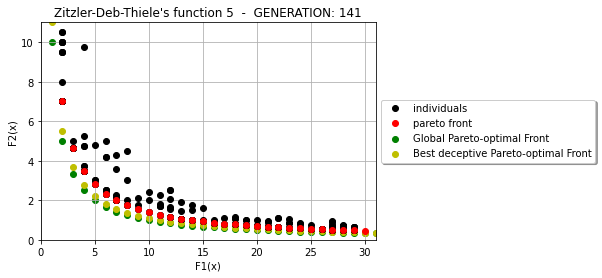 Zitzler-Deb-Thiele's function 5 - GENERATION: 141
F2(x)
10
8
6
4
2
0
0 5 10 15 20 25 30
F1(x)
individuals
pareto front
Global Pareto-optimal Front
Best deceptive Pareto-optimal Front